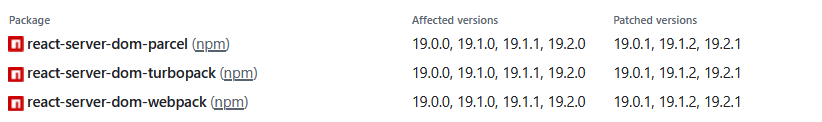 Package Affected versions Patched versions
react-server-dom-parcel (npm) 19.0.0, 19.1.0, 19.1.1, 19.2.0 19.0.1, 19.1.2, 19.2.1
react-server-dom-turbopack (npm) 19.0.0, 19.1.0, 19.1.1, 19.2.0 19.0.1, 19.1.2, 19.2.1
react-server-dom-webpack (npm) 19.0.0, 19.1.0, 19.1.1, 19.2.0 19.0.1, 19.1.2, 19.2.1